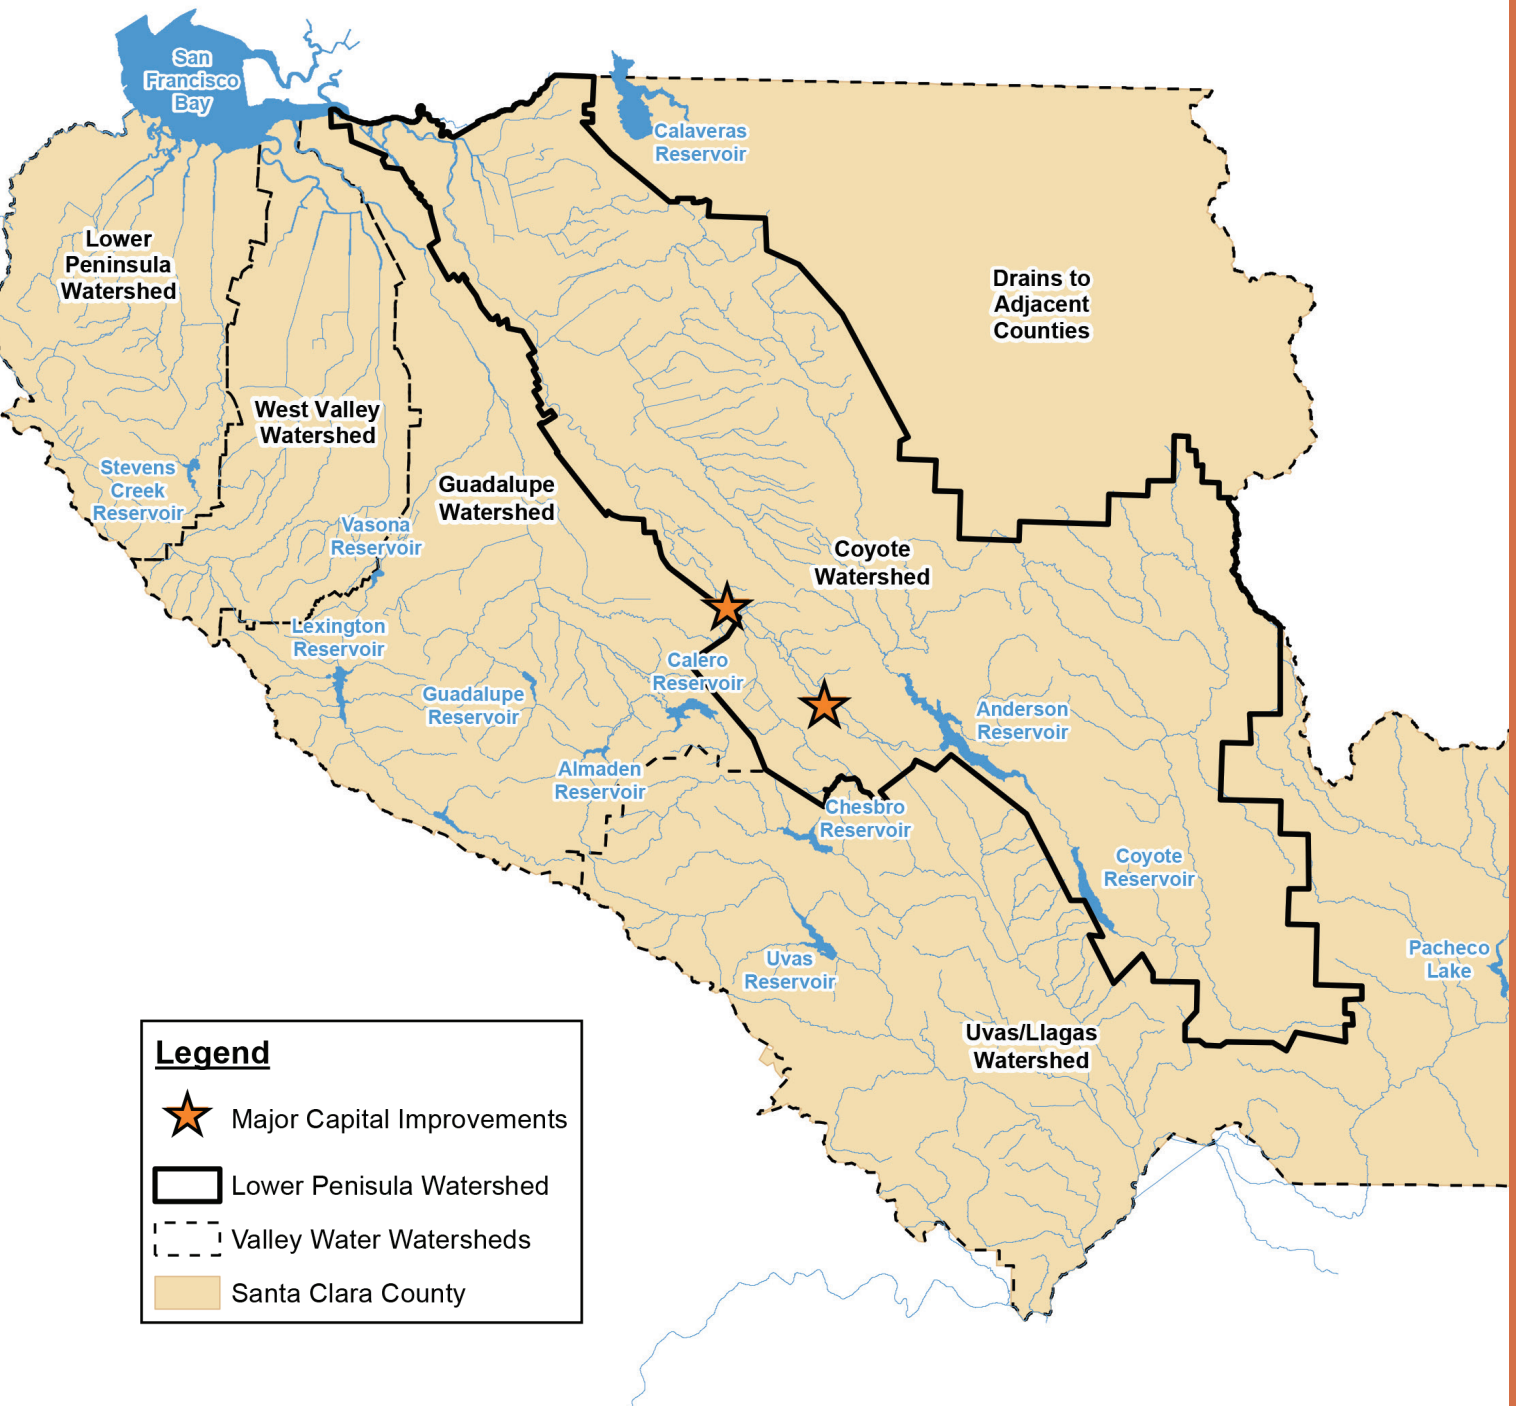 San
Francisco
Bay
Calaveras
Reservoir
Lower
Peninsula
Watershed
Drains to
Adjacent
Counties
West Valley
Watershed
Stevens
Creek
Reservoir
Guadalupe
Watershed
Vasona
Reservoir
Coyote
Watershed
Lexington
Reservoir
Calero
Reservoir
Guadalupe
Reservoir
Anderson
Reservoir
Almaden
Reservoir
Chesbro
Reservoir
Coyote
Reservoir
Uvas
Reservoir
Pacheco
Lake
Uvas/Llagas
Watershed
Legend
Major Capital Improvements
Lower Penisula Watershed
Valley Water Watersheds
Santa Clara County